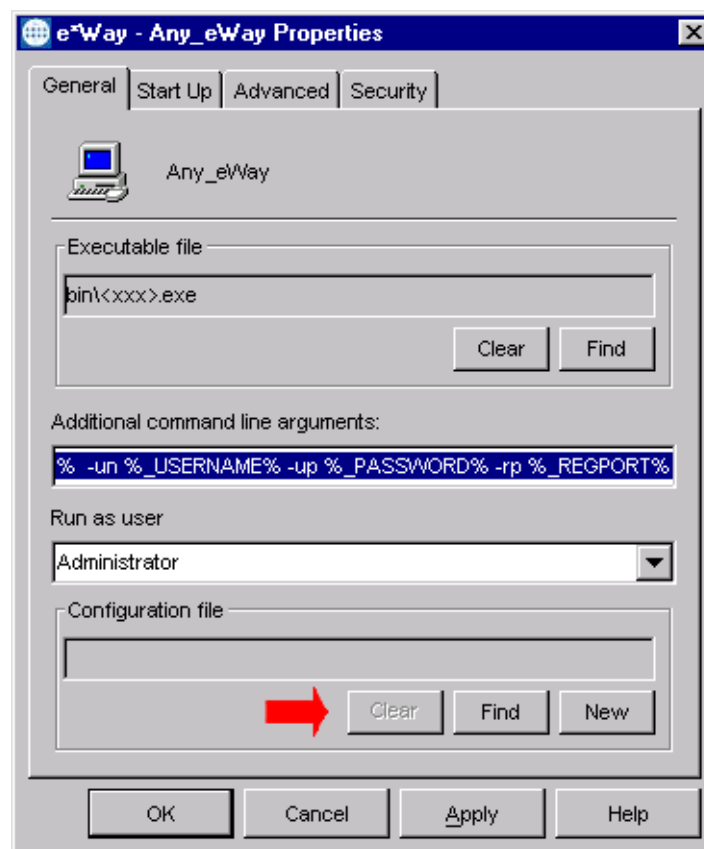 e*Way - Any_eWay Properties
General Start Up Advanced Security
Any_eWay
Executable file
bin\<xxx>.exe
Clear Find
Additional command line arguments:
% -un %_USERNAME% -up %_PASSWORD% -rp %_REGPORT%
Run as user
Administrator
Configuration file
Clear Find New
OK Cancel Apply Help